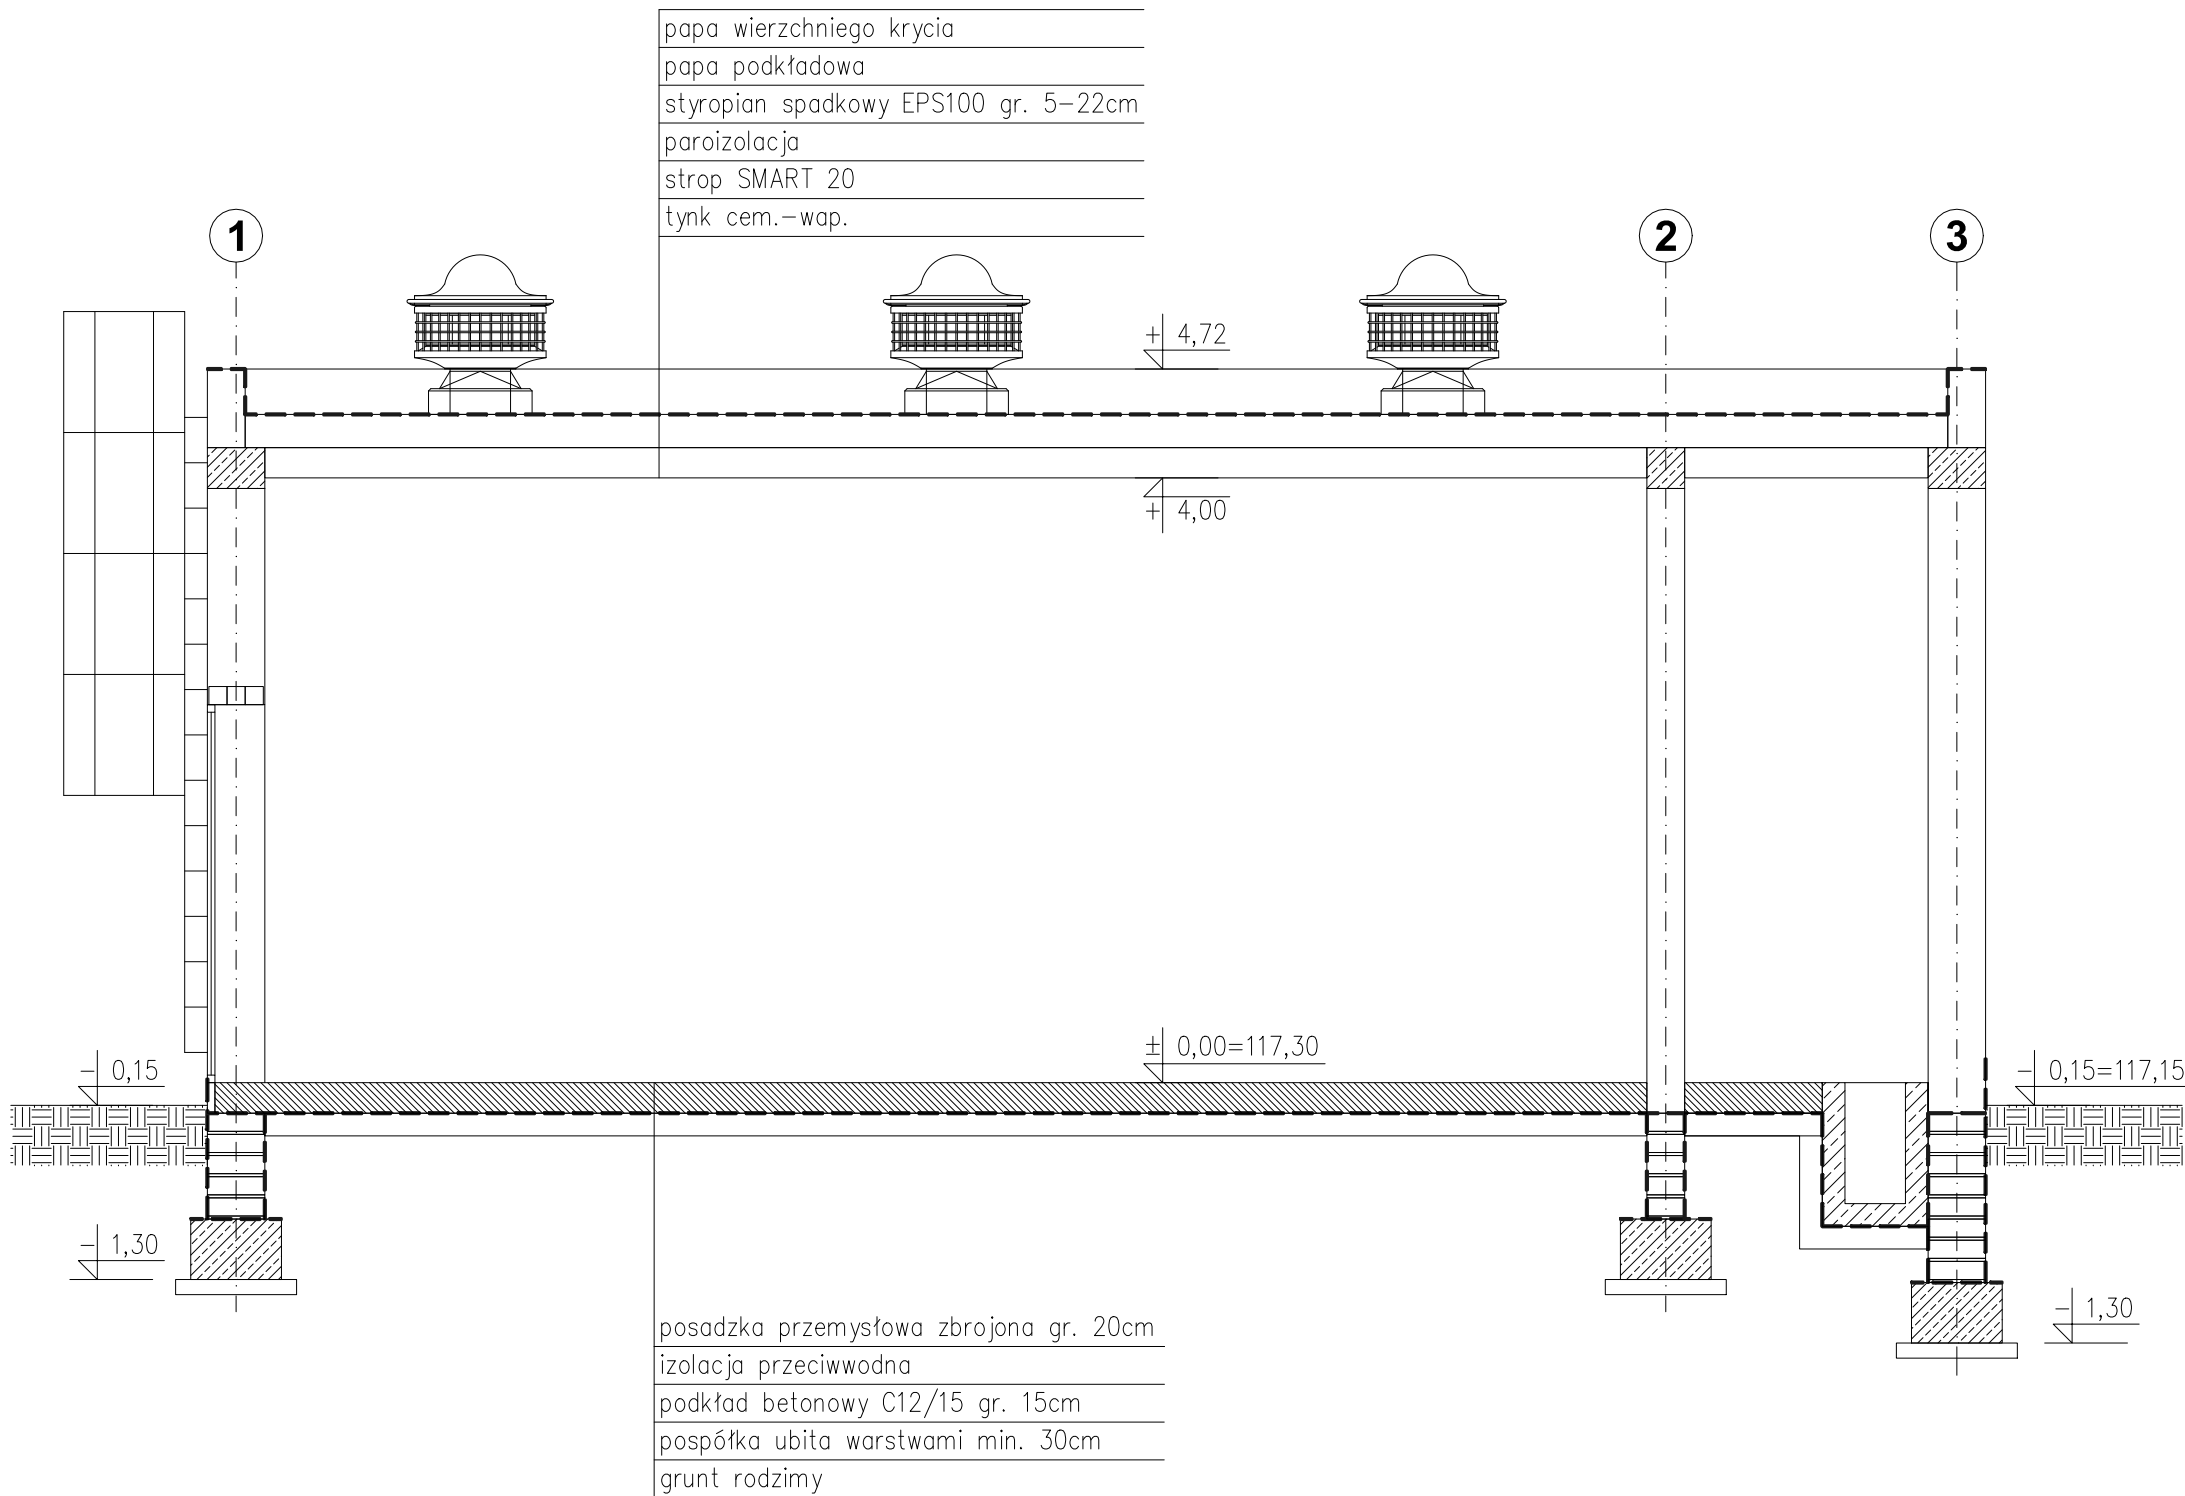 papa wierzchniego krycia
papa podkładowa
styropian spadkowy EPS100 gr. 5-22cm
paroizolacja
strop SMART 20
tynk cem.-wap.
1
2
3
+ 4,72
+ 4,00
± 0,00=117,30
- 0,15
- 0,15=117,15
- 1,30
- 1,30
posadzka przemysłowa zbrojona gr. 20cm
izolacja przeciwwodna
podkład betonowy C12/15 gr. 15cm
pospółka ubita warstwami min. 30cm
grunt rodzimy